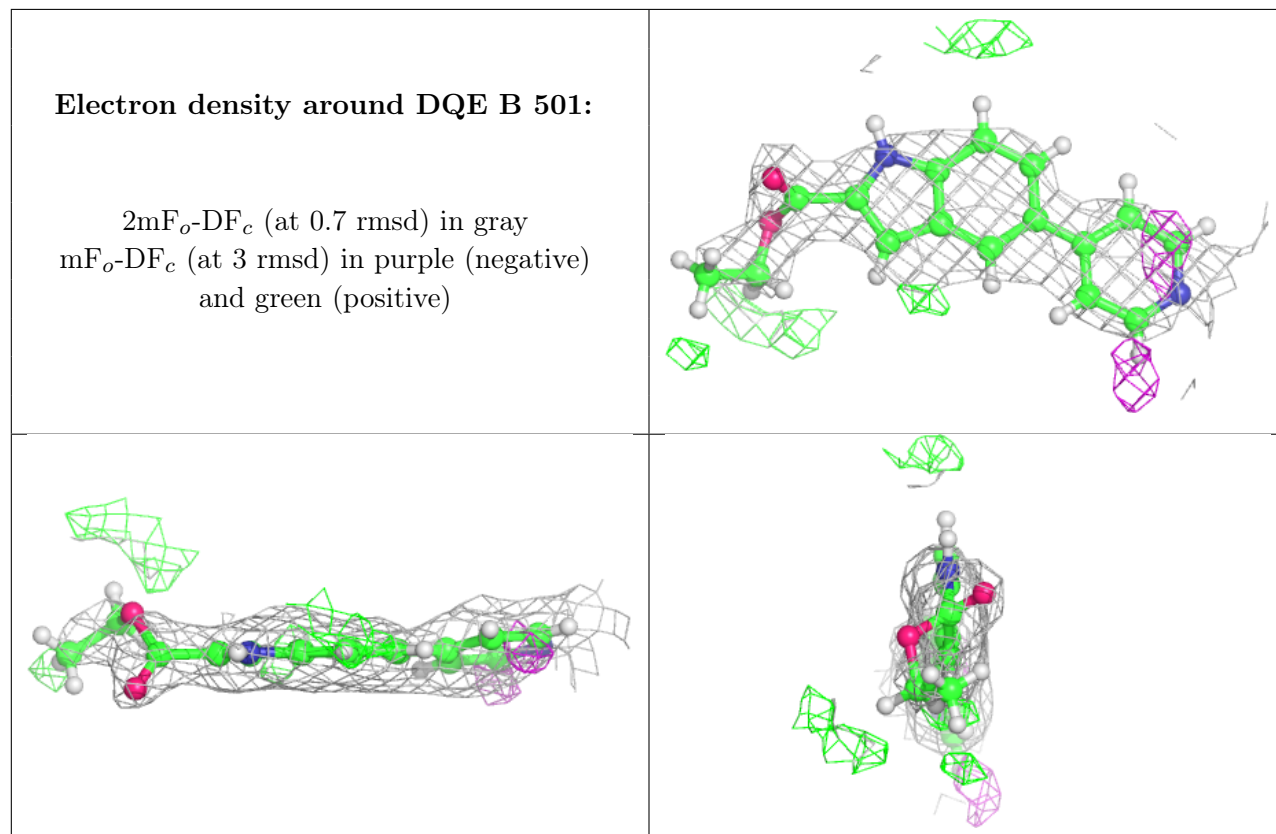 Electron density around DQE B 501:
2mFo-DFc (at 0.7 rmsd) in gray
mFo-DFc (at 3 rmsd) in purple (negative)
and green (positive)